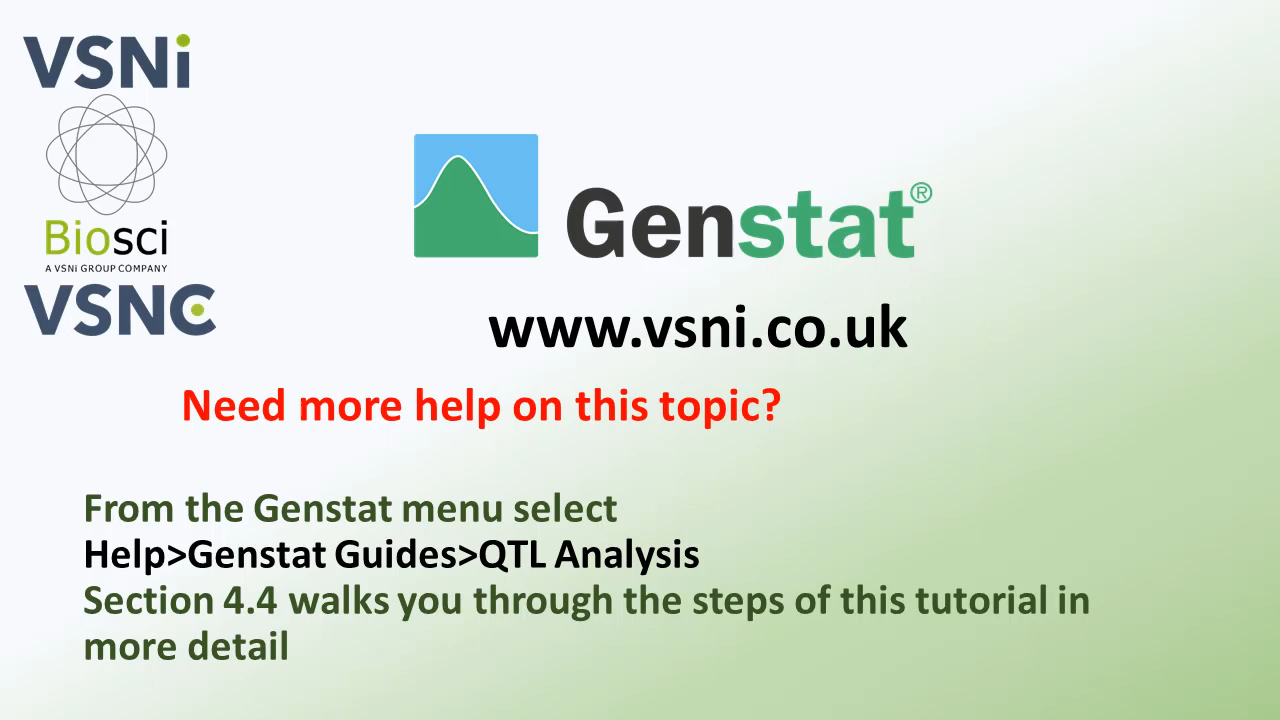 VSNi
Biosci
A VSNi GROUP COMPANY
VSNC
Genstat®
www.vsni.co.uk
Need more help on this topic?
From the Genstat menu select
Help>Genstat Guides>QTL Analysis
Section 4.4 walks you through the steps of this tutorial in
more detail